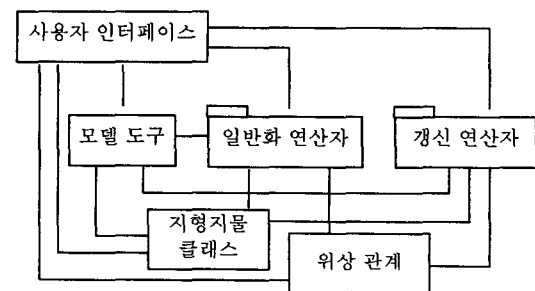 사용자 인터페이스
모델 도구
일반화 연산자
갱신 연산자
지형지물
클래스
위상 관계